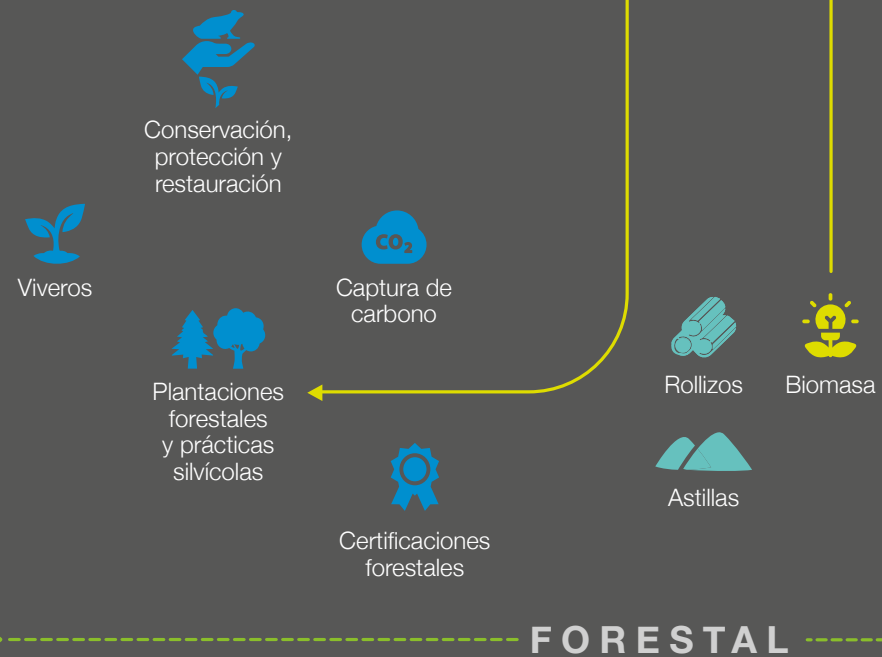 Conservación,
protección y
restauración
Viveros
CO₂
Captura de
carbono
Plantaciones
forestales
y prácticas
silvícolas
Rollizos
Biomasa
Astillas
Certificaciones
forestales
FORESTAL